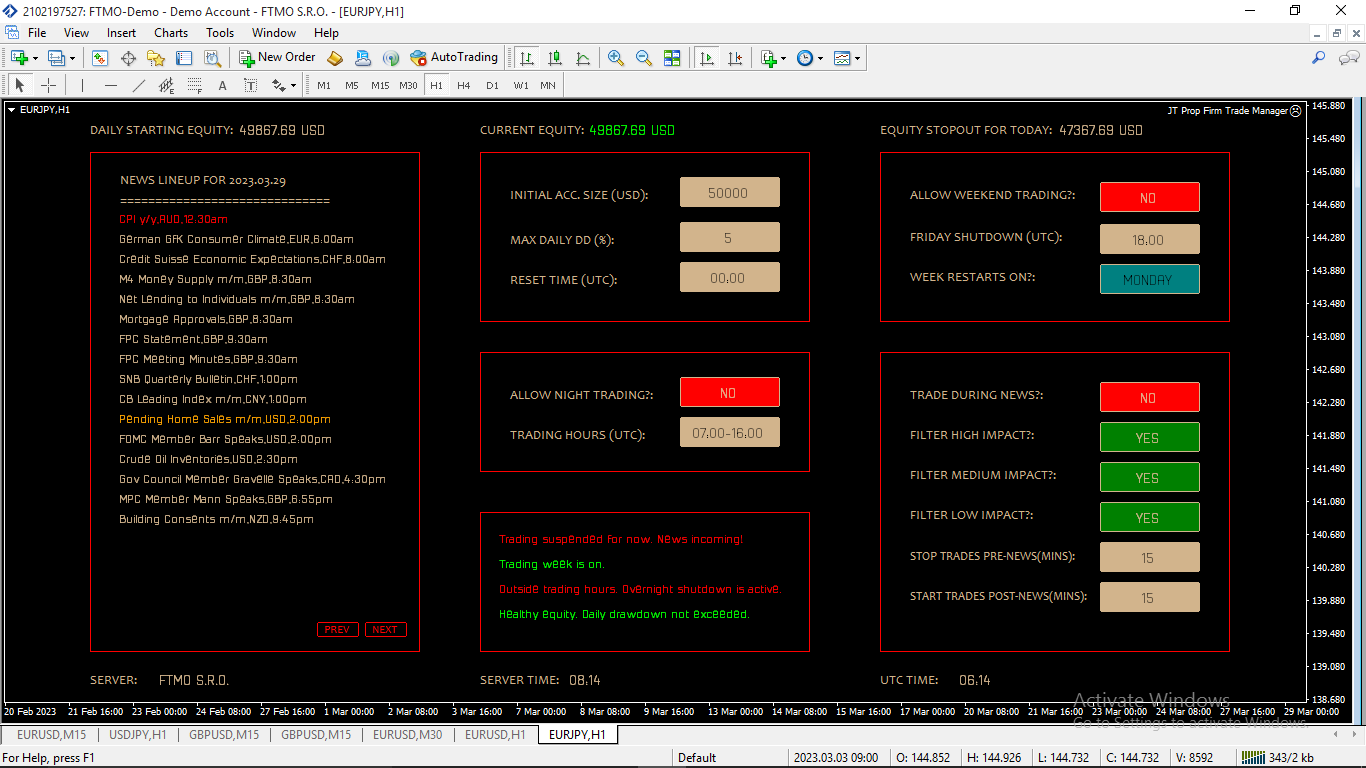 2102197527: FTMO-Demo - Demo Account - FTMO S.R.O. - [EURJPY,H1]
File View Insert Charts Tools Window Help
New Order AutoTrading
A T M1 M5 M15 M30 H1 H4 D1 W1 MN
EURJPY,H1
JT Prop Firm Trade Manager
DAILY STARTING EQUITY: 49867.69 USD
NEWS LINEUP FOR 2023.03.29
==============================
CPI y/y,AUD,12:30am
German GfK Consumer Climate,EUR,6:00am
Credit Suisse Economic Expectations,CHF,8:00am
M4 Money Supply m/m,GBP,8:30am
Net Lending to Individuals m/m,GBP,8:30am
Mortgage Approvals,GBP,8:30am
FPC Statement,GBP,9:30am
FPC Meeting Minutes,GBP,9:30am
SNB Quarterly Bulletin,CHF,1:00pm
CB Leading Index m/m,CNY,1:00pm
Pending Home Sales m/m,USD,2:00pm
FOMC Member Barr Speaks,USD,2:00pm
Crude Oil Inventories,USD,2:30pm
Gov Council Member Gravelle Speaks,CAD,4:30pm
MPC Member Mann Speaks,GBP,6:55pm
Building Consents m/m,NZD,9:45pm
PREV NEXT
SERVER: FTMO S.R.O.
CURRENT EQUITY: 49867.69 USD
INITIAL ACC. SIZE (USD): 50000
MAX DAILY DD (%): 5
RESET TIME (UTC): 00:00
ALLOW NIGHT TRADING?: NO
TRADING HOURS (UTC): 07:00-16:00
Trading suspended for now. News incoming!
Trading week is on.
Outside trading hours. Overnight shutdown is active.
Healthy equity. Daily drawdown not exceeded.
SERVER TIME: 08:14
EQUITY STOPOUT FOR TODAY: 47367.69 USD
ALLOW WEEKEND TRADING?: NO
FRIDAY SHUTDOWN (UTC): 18:00
WEEK RESTARTS ON?: MONDAY
TRADE DURING NEWS?: NO
FILTER HIGH IMPACT?: YES
FILTER MEDIUM IMPACT?: YES
FILTER LOW IMPACT?: YES
STOP TRADES PRE-NEWS(MINS): 15
START TRADES POST-NEWS(MINS): 15
UTC TIME: 06:14
145.880
145.480
145.080
144.680
144.280
143.880
143.480
143.080
142.680
142.280
141.880
141.480
141.080
140.680
140.280
139.880
139.480
139.080
138.680
Activate Windows
Go to Settings to activate Windows.
20 Feb 2023 21 Feb 16:00 23 Feb 00:00 24 Feb 08:00 27 Feb 16:00 1 Mar 00:00 2 Mar 08:00 3 Mar 16:00 7 Mar 00:00 8 Mar 08:00 9 Mar 16:00 13 Mar 00:00 14 Mar 08:00 15 Mar 16:00 17 Mar 00:00 20 Mar 08:00 21 Mar 16:00 23 Mar 00:00 24 Mar 08:00 27 Mar 16:00 29 Mar 00:00
EURUSD,M15 USDJPY,H1 GBPUSD,M15 GBPUSD,M15 EURUSD,M30 EURUSD,H1 EURJPY,H1
For Help, press F1 Default 2023.03.03 09:00 O: 144.852 H: 144.926 L: 144.732 C: 144.732 V: 8592 343/2 kb